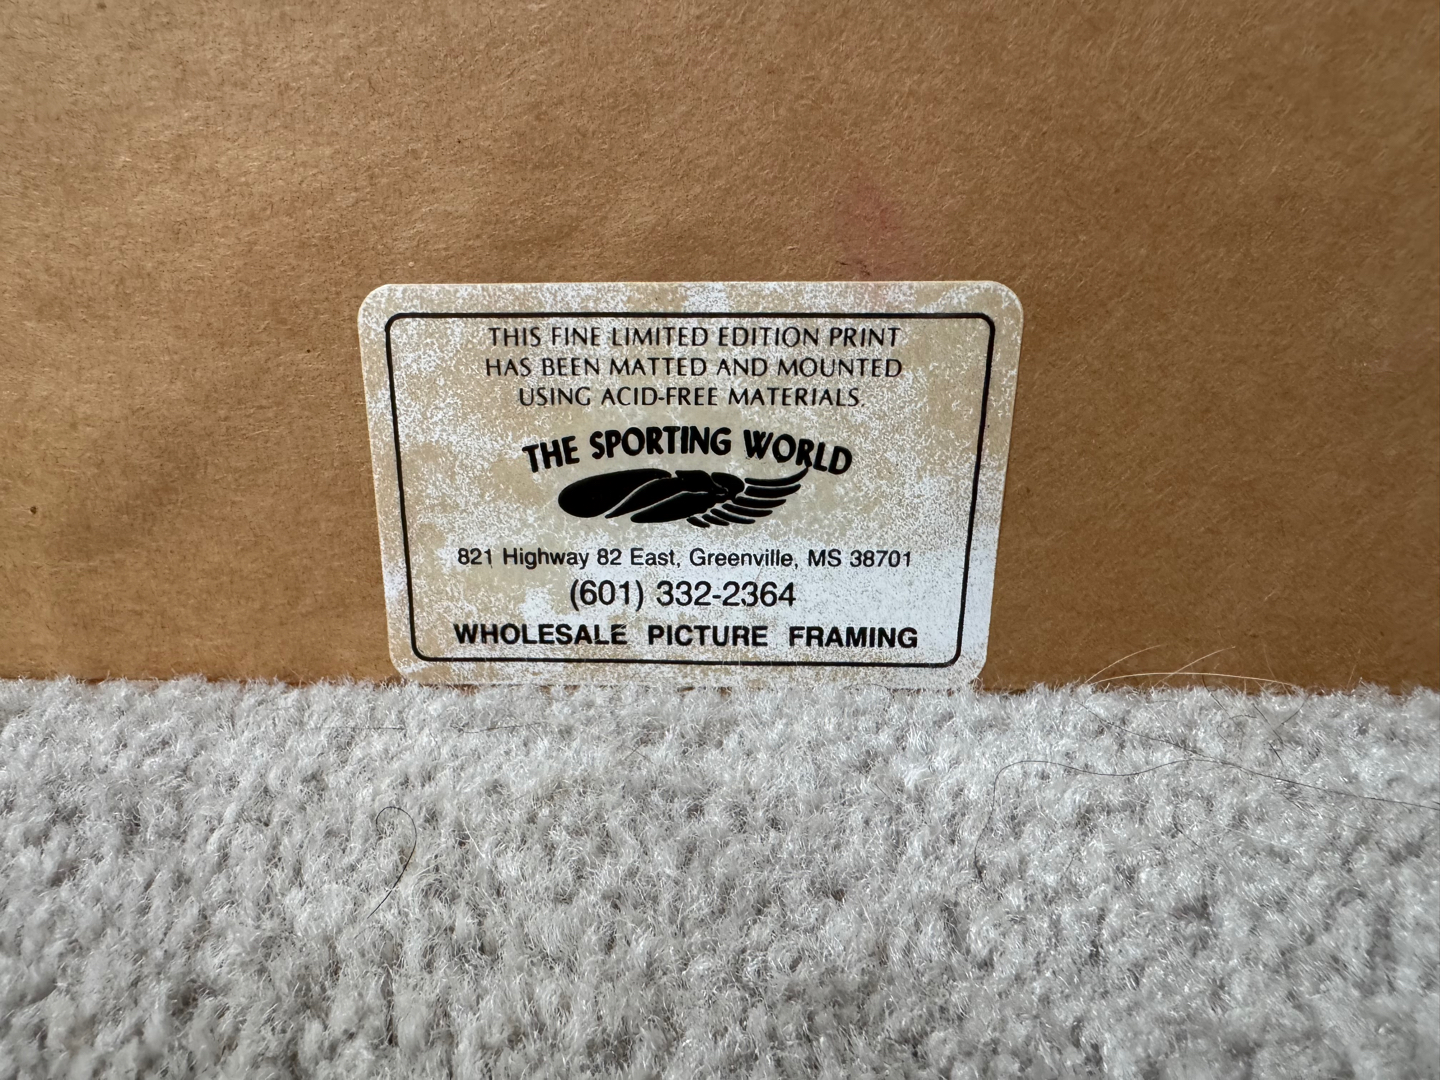 THIS FINE LIMITED EDITION PRINT
HAS BEEN MATTED AND MOUNTED
USING ACID-FREE MATERIALS.
THE SPORTING WORLD
821 Highway 82 East, Greenville, MS 38701
(601) 332-2364
WHOLESALE PICTURE FRAMING